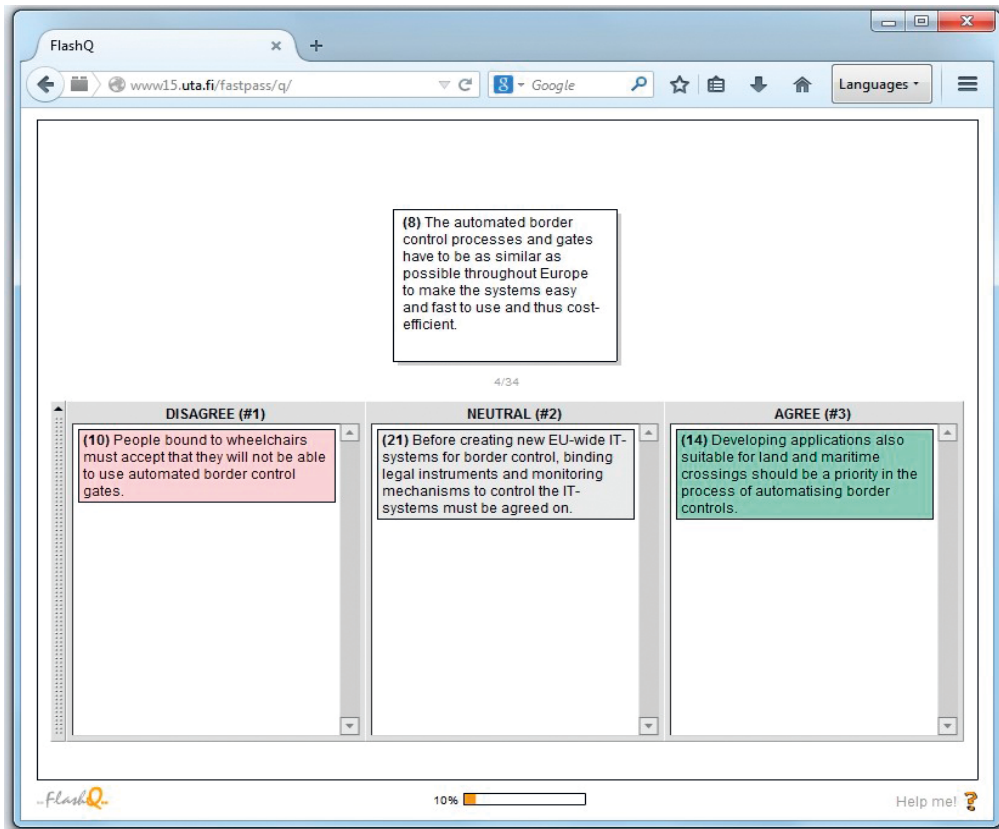 FlashQ
www15.uta.fi/fastpass/q/
Google
Languages
(8) The automated border
control processes and gates
have to be as similar as
possible throughout Europe
to make the systems easy
and fast to use and thus cost-
efficient.
4/34
DISAGREE (#1)
NEUTRAL (#2)
AGREE (#3)
(10) People bound to wheelchairs
must accept that they will not be able
to use automated border control
gates.
(21) Before creating new EU-wide IT-
systems for border control, binding
legal instruments and monitoring
mechanisms to control the IT-
systems must be agreed on.
(14) Developing applications also
suitable for land and maritime
crossings should be a priority in the
process of automatising border
controls.
..FlashQ..
10%
Help me! ?